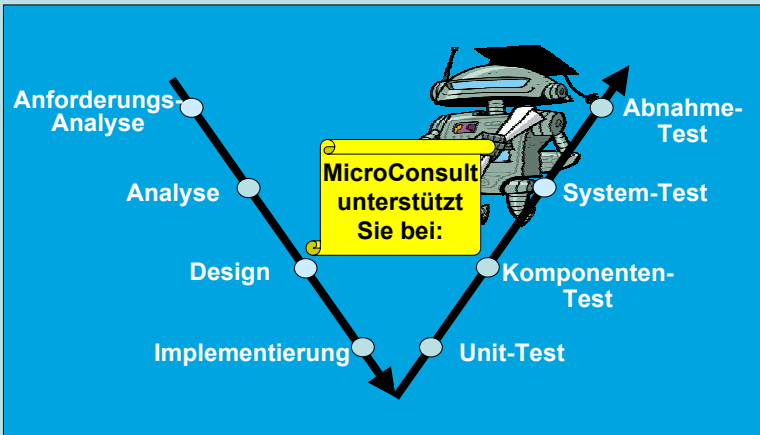 Anforderungs-
Analyse
Analyse
Design
Implementierung
MicroConsult
unterstützt
Sie bei:
Abnahme-
Test
System-Test
Komponenten-
Test
Unit-Test